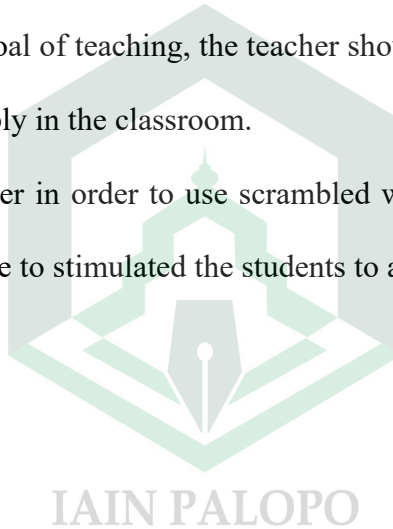 oal of teaching, the teacher sho
ly in the classroom.
er in order to use scrambled
e to stimulated the students to a
IAIN PALOPO